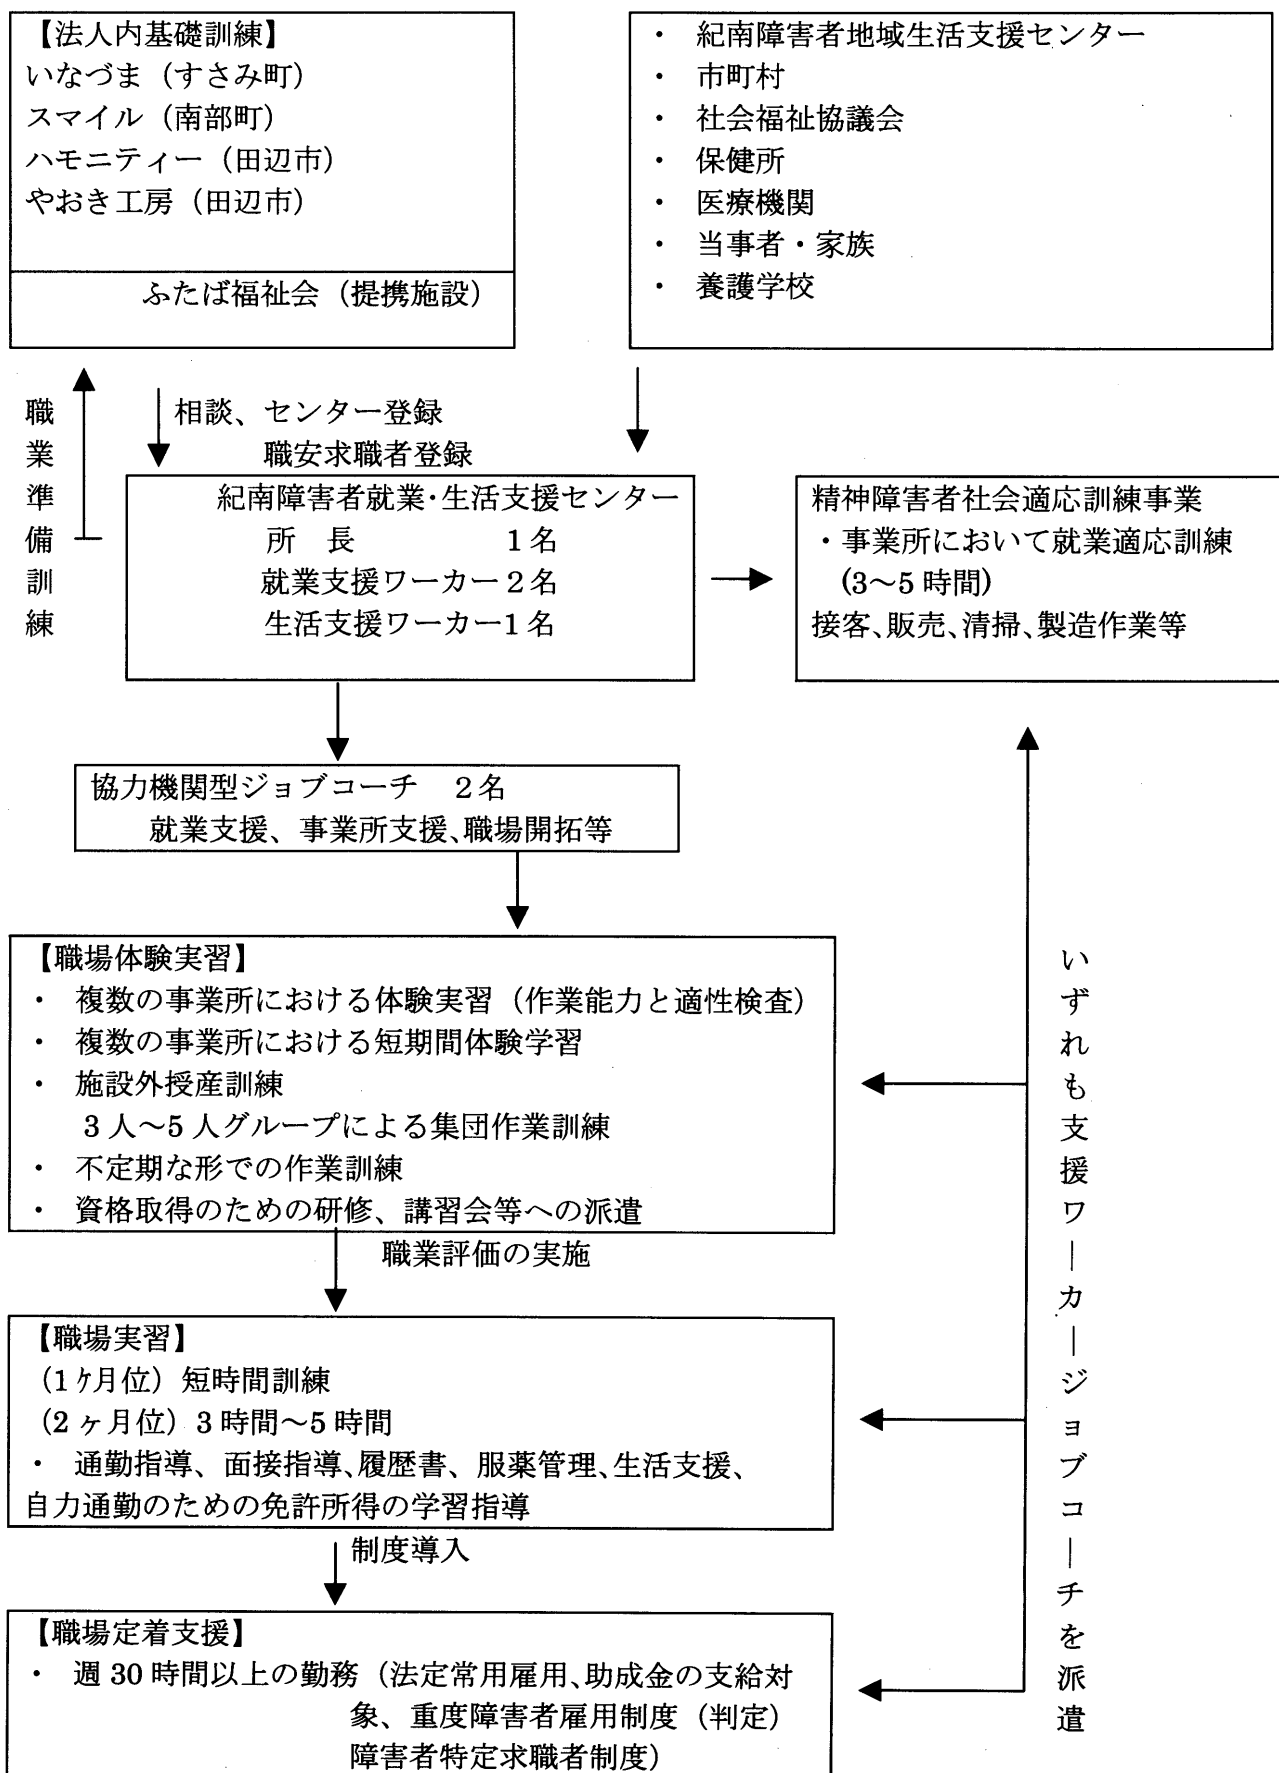 【法人内基礎訓練】
いなづま（すさみ町）
スマイル（南部町）
ハモニティー（田辺市）
やおき工房（田辺市）
ふたば福祉会（提携施設）
・ 紀南障害者地域生活支援センター
・ 市町村
・ 社会福祉協議会
・ 保健所
・ 医療機関
・ 当事者・家族
・ 養護学校
職業準備訓練
相談、センター登録
職安求職者登録
紀南障害者就業・生活支援センター
所　長　　　　1名
就業支援ワーカー2名
生活支援ワーカー1名
精神障害者社会適応訓練事業
・事業所において就業適応訓練
(3～5 時間)
接客、販売、清掃、製造作業等
協力機関型ジョブコーチ　2名
就業支援、事業所支援、職場開拓等
【職場体験実習】
・ 複数の事業所における体験実習（作業能力と適性検査）
・ 複数の事業所における短期間体験学習
・ 施設外授産訓練
3 人～5 人グループによる集団作業訓練
・ 不定期な形での作業訓練
・ 資格取得のための研修、講習会等への派遣
職業評価の実施
【職場実習】
（1ｹ月位）短時間訓練
（2 ヶ月位）3 時間～5 時間
・ 通勤指導、面接指導、履歴書、服薬管理、生活支援、
自力通勤のための免許所得の学習指導
制度導入
【職場定着支援】
・ 週 30 時間以上の勤務（法定常用雇用、助成金の支給対
象、重度障害者雇用制度（判定）
障害者特定求職者制度）
いずれも支援ワーカージョブコーチを派遣